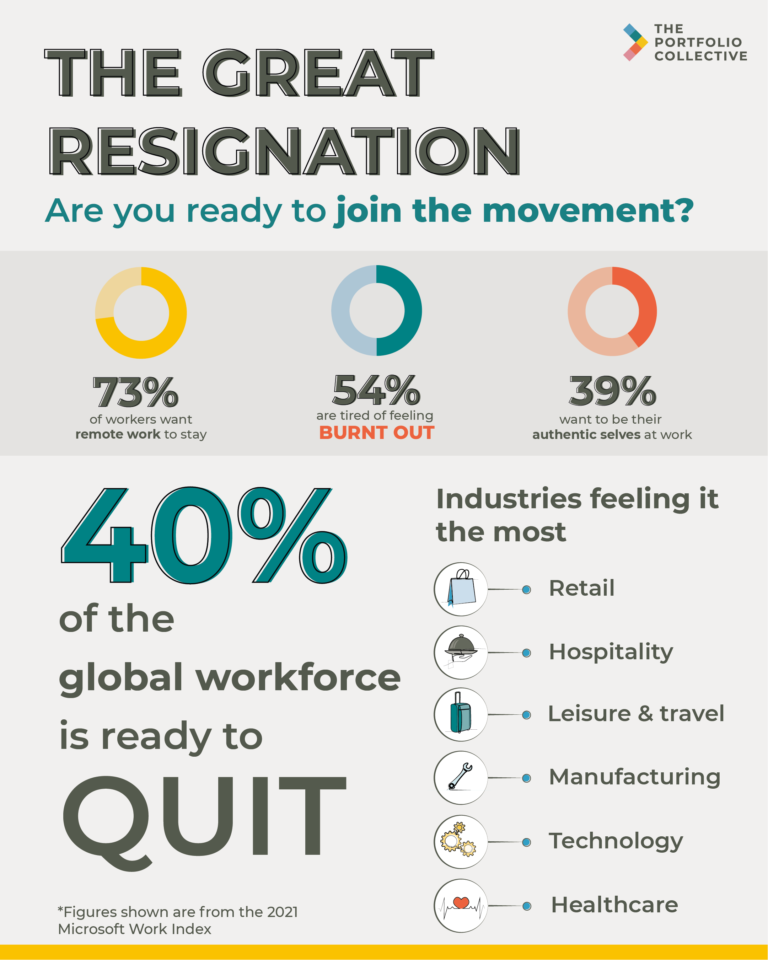 THE
PORTFOLIO
COLLECTIVE
THE GREAT
RESIGNATION
Are you ready to join the movement?
73%
of workers want
remote work to stay
54%
are tired of feeling
BURNT OUT
39%
want to be their
authentic selves at work
40%
of the
global workforce
is ready to
QUIT
*Figures shown are from the 2021
Microsoft Work Index
Industries feeling it
the most
Retail
Hospitality
Leisure & travel
Manufacturing
Technology
Healthcare